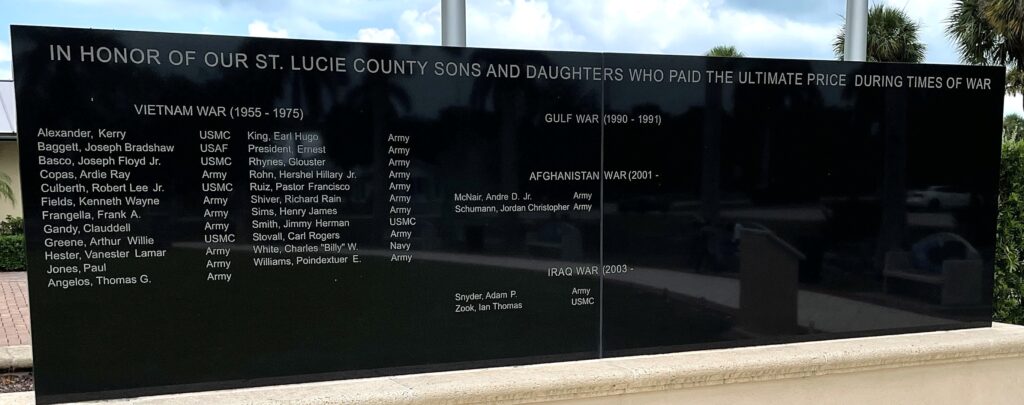 IN HONOR OF OUR ST. LUCIE COUNTY SONS AND DAUGHTERS WHO PAID THE ULTIMATE PRICE DURING TIMES OF WAR
VIETNAM WAR (1955 - 1975)
Alexander, Kerry USMC
Baggett, Joseph Bradshaw USAF
Basco, Joseph Floyd Jr. USMC
Copas, Ardie Ray Army
Culberth, Robert Lee Jr. USMC
Fields, Kenneth Wayne Army
Frangella, Frank A. Army
Gandy, Clauddell Army
Greene, Arthur Willie USMC
Hester, Vanester Lamar Army
Jones, Paul Army
Angelos, Thomas G. Army
King, Earl Hugo Army
President, Ernest Army
Rhynes, Glouster Army
Rohn, Hershel Hillary Jr. Army
Ruiz, Pastor Francisco Army
Shiver, Richard Rain Army
Sims, Henry James Army
Smith, Jimmy Herman USMC
Stovall, Carl Rogers Army
White, Charles "Billy" W. Navy
Williams, Poindextuer E. Army
GULF WAR (1990 - 1991)
AFGHANISTAN WAR (2001 -
McNair, Andre D. Jr. Army
Schumann, Jordan Christopher Army
IRAQ WAR (2003 -
Snyder, Adam P. Army
Zook, Ian Thomas USMC